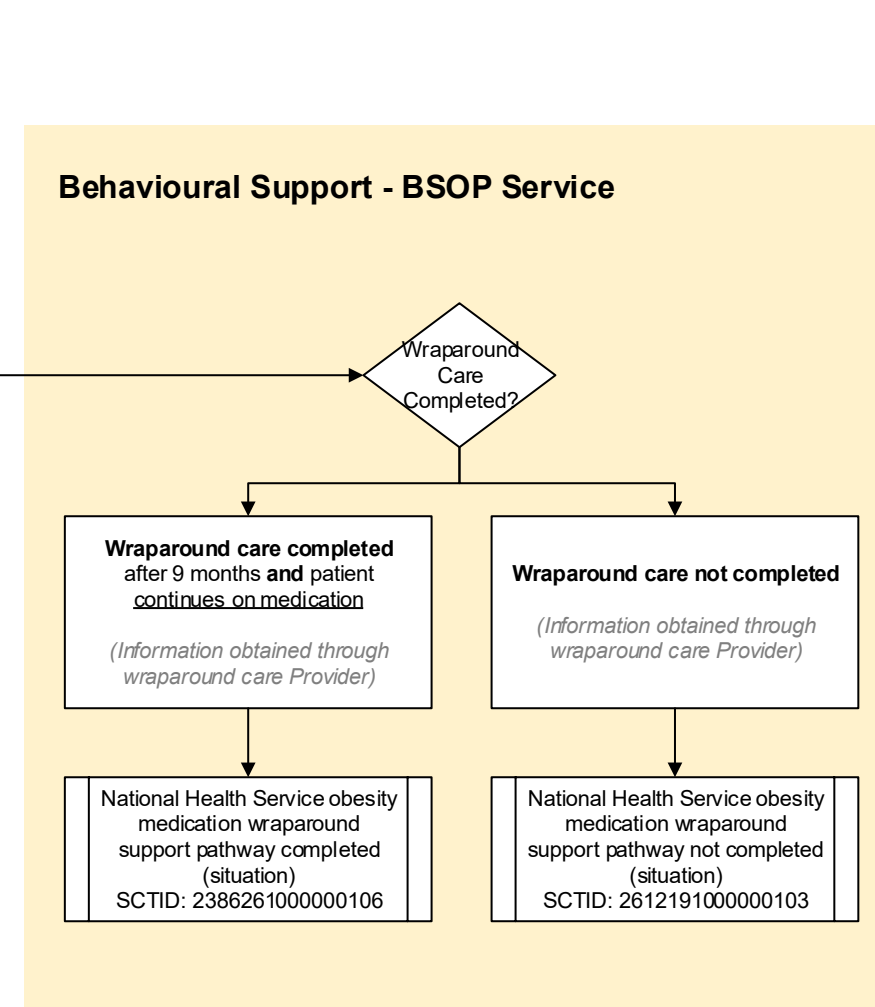 Behavioural Support - BSOP Service
Wraparound
Care
Completed?
Wraparound care completed
after 9 months and patient
continues on medication
(Information obtained through
wraparound care Provider)
Wraparound care not completed
(Information obtained through
wraparound care Provider)
National Health Service obesity
medication wraparound
support pathway completed
(situation)
SCTID: 2386261000000106
National Health Service obesity
medication wraparound
support pathway not completed
(situation)
SCTID: 2612191000000103